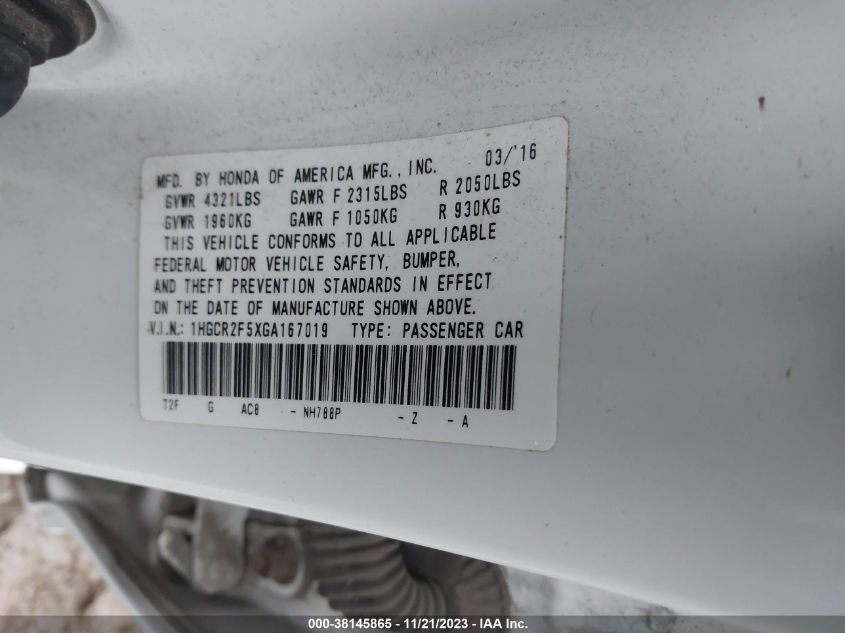 MFD. BY HONDA OF AMERICA MFG., INC. 03/'16
GVWR 4321LBS GAWR F 2315LBS R 2050LBS
GVWR 1960KG GAWR F 1050KG R 930KG
THIS VEHICLE CONFORMS TO ALL APPLICABLE
FEDERAL MOTOR VEHICLE SAFETY, BUMPER,
AND THEFT PREVENTION STANDARDS IN EFFECT
ON THE DATE OF MANUFACTURE SHOWN ABOVE.
V.I.N.: 1HGCR2F5XGA167019 TYPE: PASSENGER CAR
T2F G AC8 - NH788P - Z - A
000-38145865 - 11/21/2023 - IAA Inc.